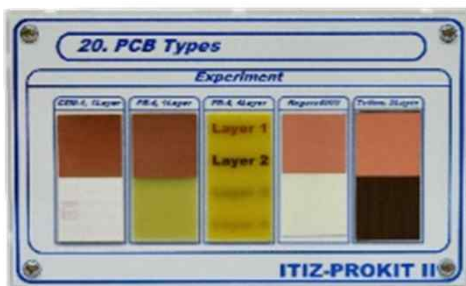 20. PCB Types
Experiment
CEM-1, 1Layer FR-4, 1Layer FR-4, 4Layer Rogers4003 Teflon, 2Layer
Layer 1
Layer 2
ITIZ-PROKIT II